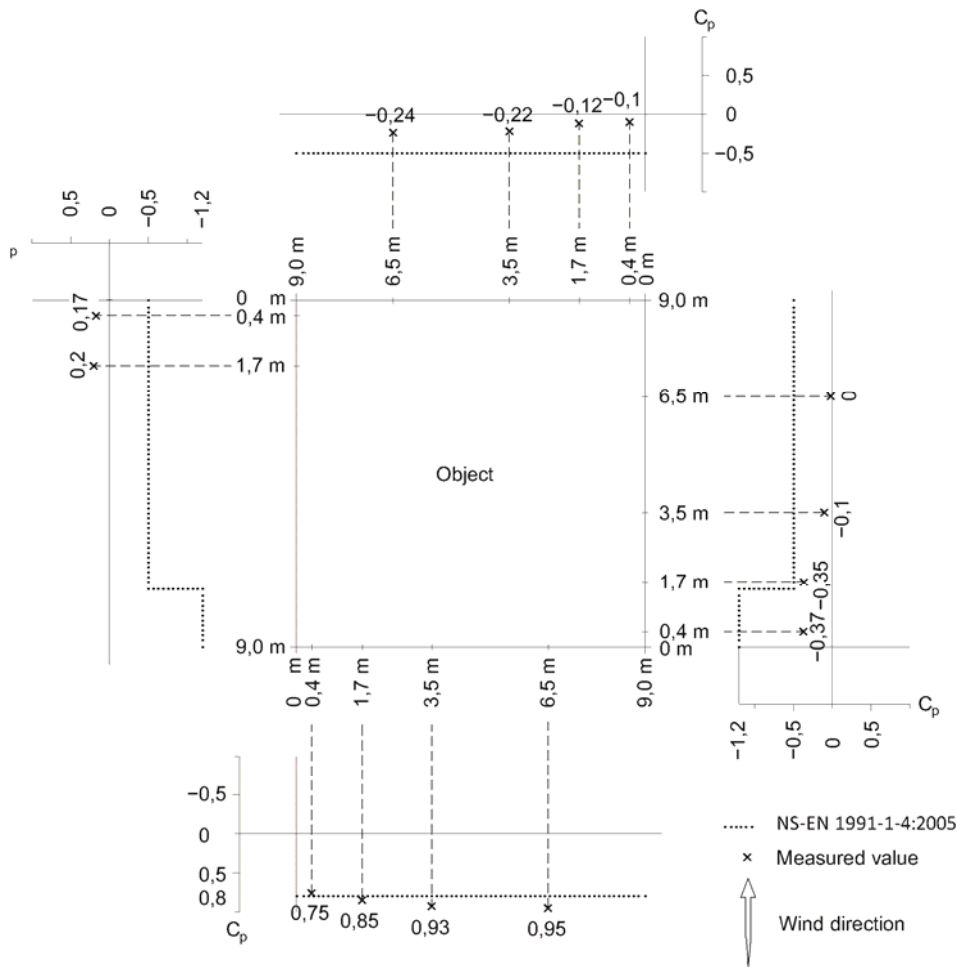 Cp
0,5
0
−0,5
−0,24
−0,22
−0,12
−0,1
9,0 m
6,5 m
3,5 m
1,7 m
0,4 m
0 m
0,5
0
−0,5
−1,2
p
0,17
0,2
0 m
0,4 m
1,7 m
9,0 m
Object
9,0 m
6,5 m
3,5 m
1,7 m
0,4 m
0 m
0
−0,1
−0,35
−0,37
Cp
−1,2
−0,5
0
0,5
0 m
0,4 m
1,7 m
3,5 m
6,5 m
9,0 m
−0,5
0
0,5
0,8
Cp
0,75
0,85
0,93
0,95
NS-EN 1991-1-4:2005
Measured value
Wind direction